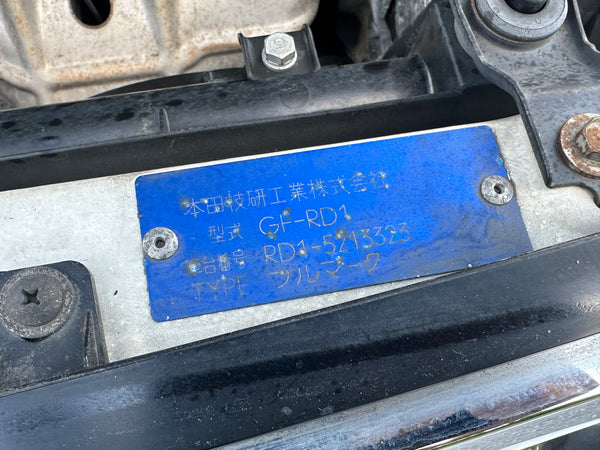 本田技研工業株式会社
型式 GF-RD1
車台番号 RD1-5213323
TYPE フルマーク